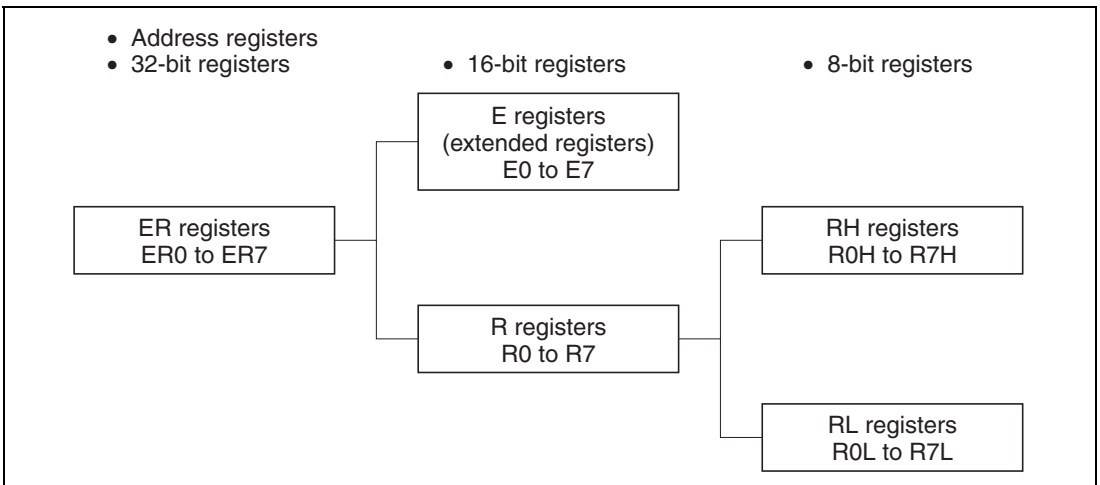 • Address registers
• 32-bit registers
• 16-bit registers
• 8-bit registers
E registers
(extended registers)
E0 to E7
ER registers
ER0 to ER7
RH registers
R0H to R7H
R registers
R0 to R7
RL registers
R0L to R7L